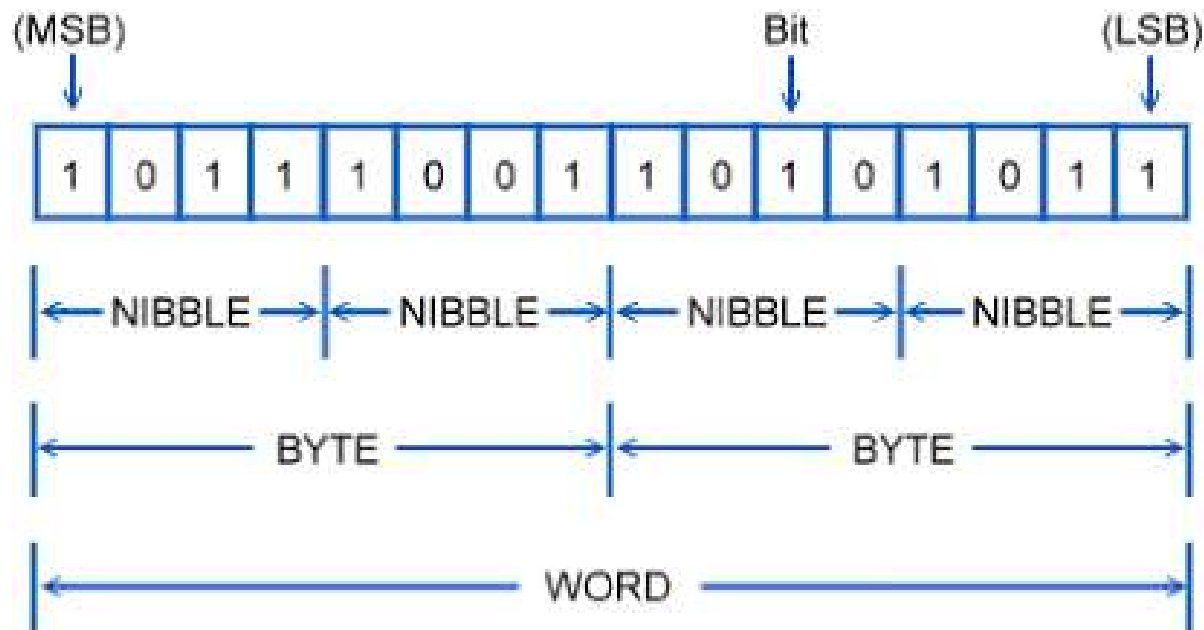 (MSB) Bit (LSB)
1 0 1 1 1 0 0 1 1 0 1 0 1 0 1 1
NIBBLE NIBBLE NIBBLE NIBBLE
BYTE BYTE
WORD